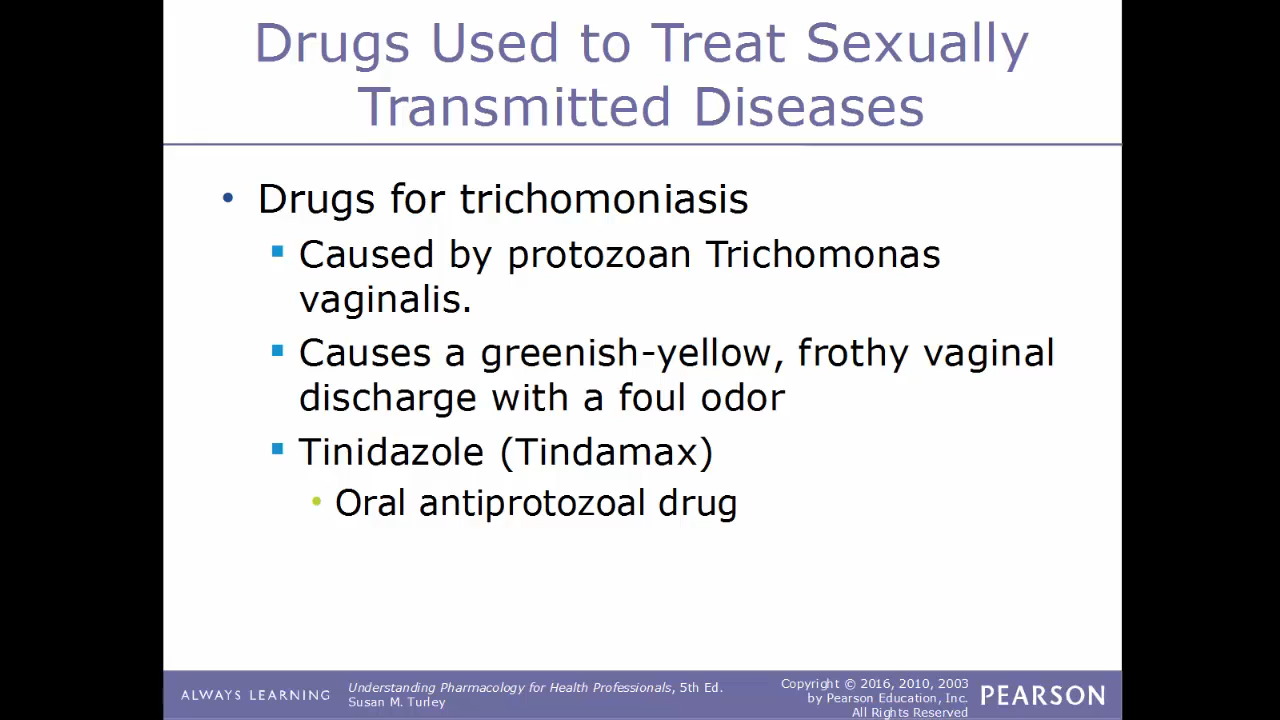 Drugs Used to Treat Sexually
Transmitted Diseases
• Drugs for trichomoniasis
▪ Caused by protozoan Trichomonas
vaginalis.
▪ Causes a greenish-yellow, frothy vaginal
discharge with a foul odor
▪ Tinidazole (Tindamax)
• Oral antiprotozoal drug
ALWAYS LEARNING
Understanding Pharmacology for Health Professionals, 5th Ed.
Susan M. Turley
Copyright © 2016, 2010, 2003
by Pearson Education, Inc.
All Rights Reserved
PEARSON